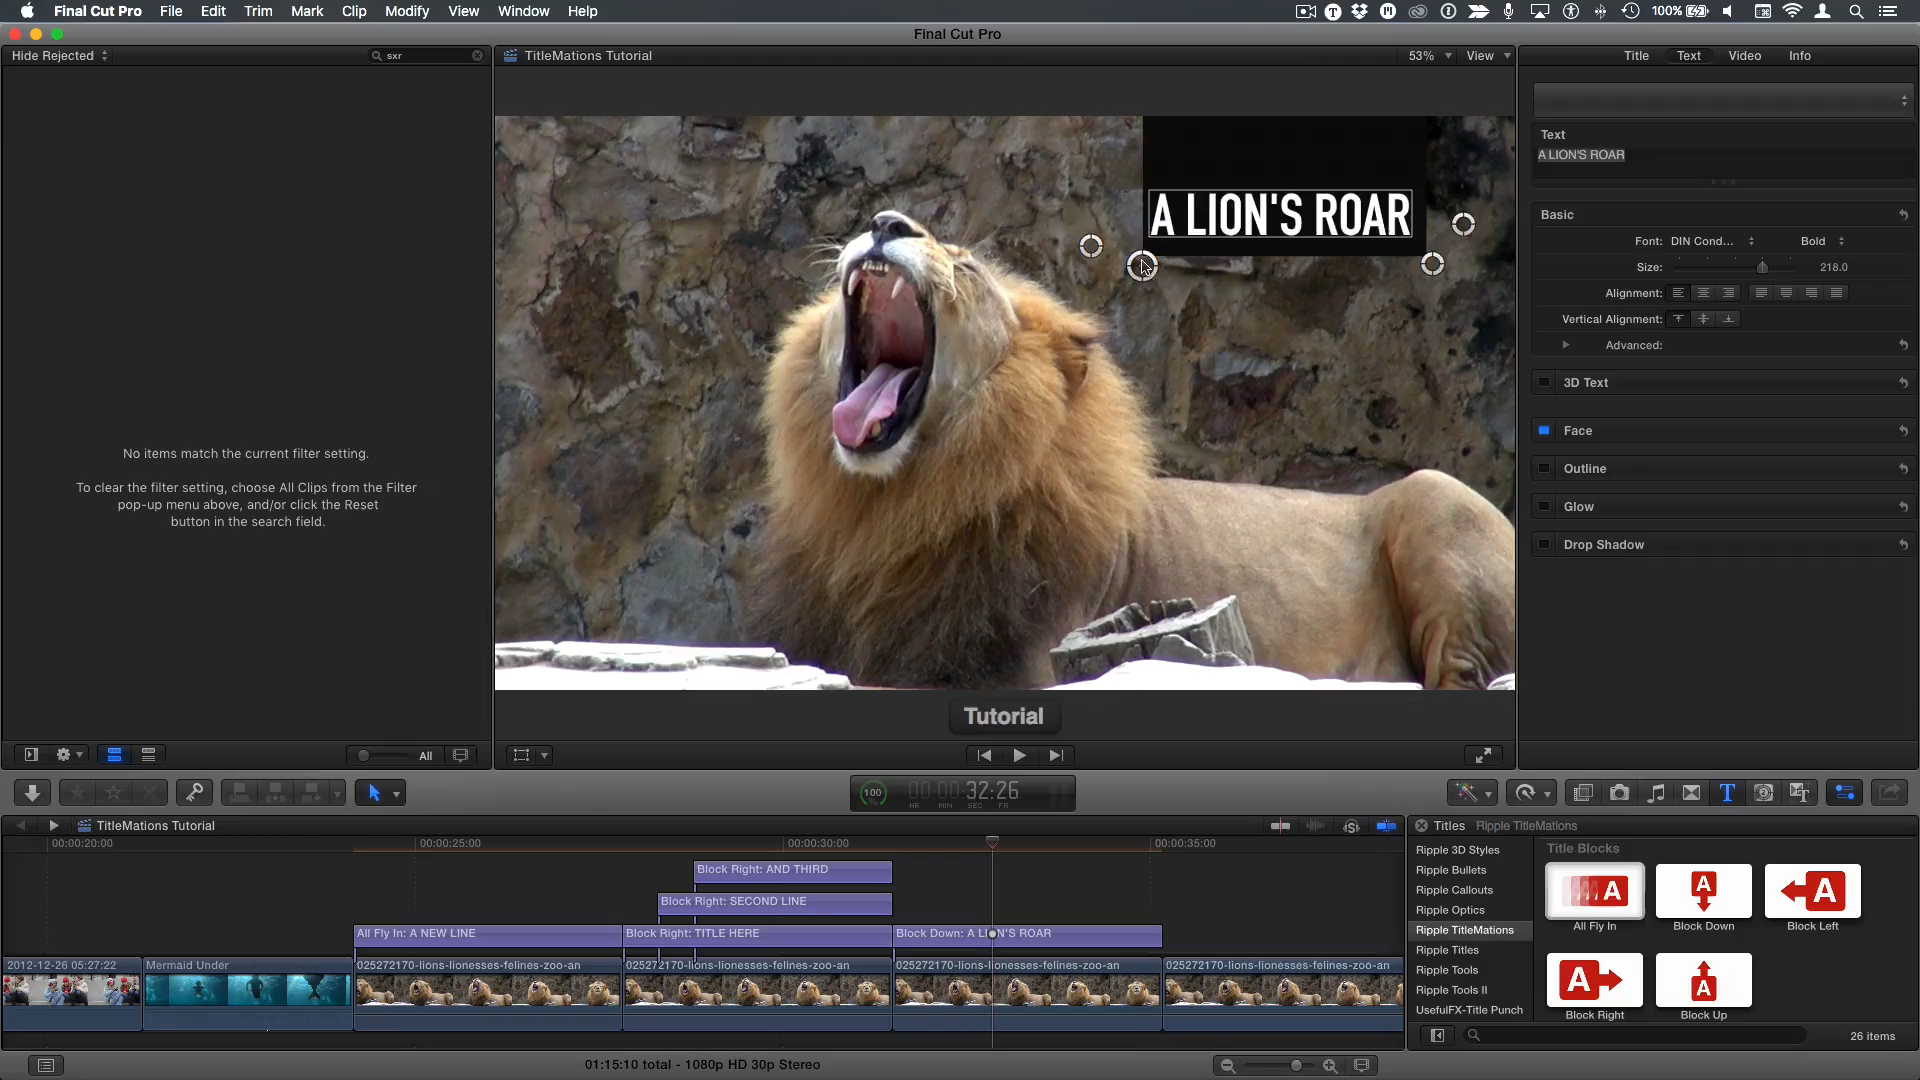 Final Cut Pro File Edit Trim Mark Clip Modify View Window Help
100%
Final Cut Pro
Hide Rejected
sxr
TitleMations Tutorial
53%
View
Title Text Video Info
Text
A LION'S ROAR
A LION'S ROAR
Basic
Font: DIN Cond... Bold
Size: 218.0
Alignment:
Vertical Alignment:
Advanced:
3D Text
Face
Outline
Glow
Drop Shadow
No items match the current filter setting.
To clear the filter setting, choose All Clips from the Filter
pop-up menu above, and/or click the Reset
button in the search field.
Tutorial
All
100
%
00:00:32:26
HR MIN SEC FR
TitleMations Tutorial
Titles Ripple TitleMations
00:00:20:00
00:00:25:00
00:00:30:00
00:00:35:00
Block Right: AND THIRD
Block Right: SECOND LINE
All Fly In: A NEW LINE
Block Right: TITLE HERE
Block Down: A LION'S ROAR
2012-12-26 05:27:22
Mermaid Under
025272170-lions-lionesses-felines-zoo-an
025272170-lions-lionesses-felines-zoo-an
025272170-lions-lionesses-felines-zoo-an
025272170-lions-lionesses-felines-zoo-an
Ripple 3D Styles
Ripple Bullets
Ripple Callouts
Ripple Optics
Ripple TitleMations
Ripple Titles
Ripple Tools
Ripple Tools II
UsefulFX-Title Punch
Title Blocks
All Fly In
Block Down
Block Left
Block Right
Block Up
26 items
01:15:10 total - 1080p HD 30p Stereo